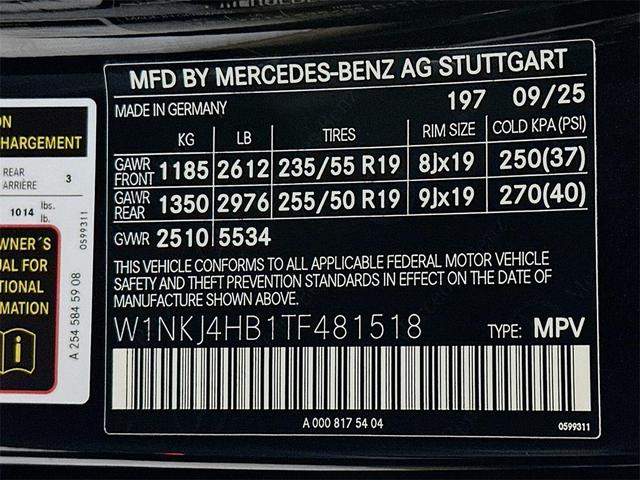 MFD BY MERCEDES-BENZ AG STUTTGART
MADE IN GERMANY 197 09/25
KG LB TIRES RIM SIZE COLD KPA(PSI)
GAWR FRONT 1185 2612 235/55 R19 8Jx19 250(37)
GAWR REAR 1350 2976 255/50 R19 9Jx19 270(40)
GVWR 2510 5534
THIS VEHICLE CONFORMS TO ALL APPLICABLE FEDERAL MOTOR VEHICLE
SAFETY AND THEFT PREVENTION STANDARDS IN EFFECT ON THE DATE OF
MANUFACTURE SHOWN ABOVE.
W1NKJ4HB1TF481518 TYPE: MPV
A 000 817 54 04
0599311
ON
HARGEMENT
REAR
ARRIÈRE 3
1014 lbs.
lb.
0599311
OWNER´S
UAL FOR
TIONAL
MATION
A 254 584 59 08